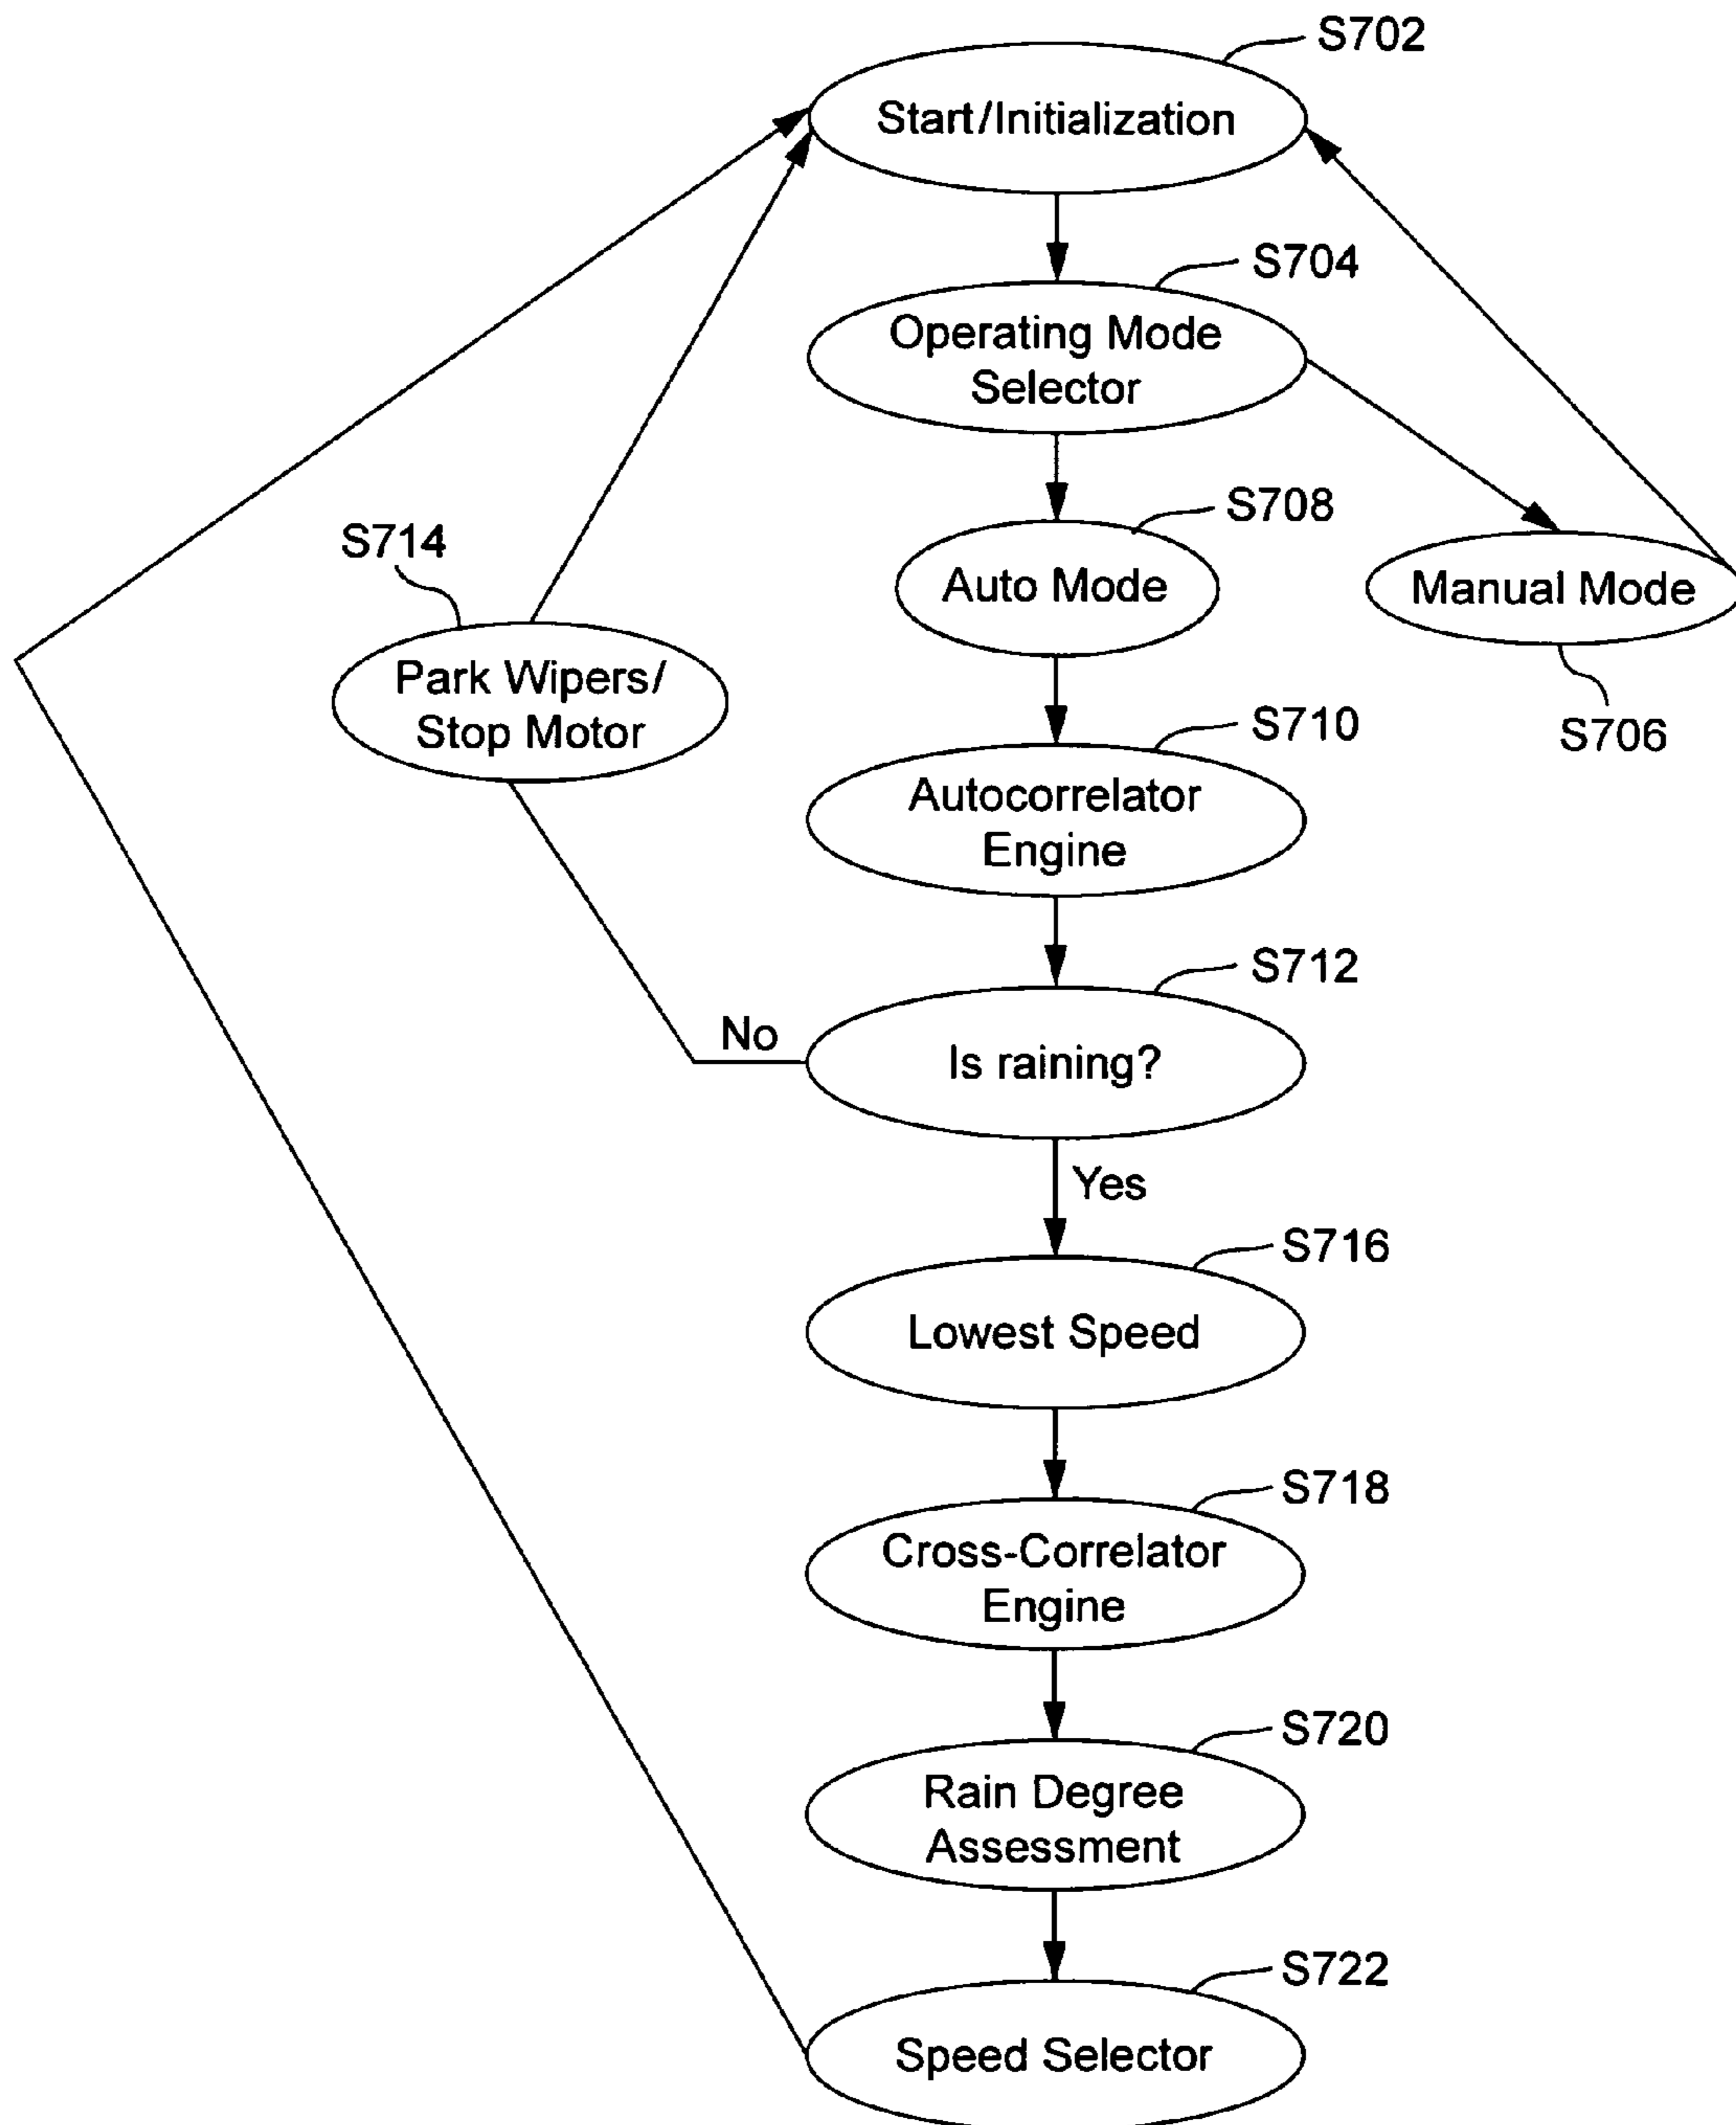 S702
Start/Initialization
S704
Operating Mode
Selector
S708
Auto Mode
Manual Mode
S706
S714
Park Wipers/
Stop Motor
S710
Autocorrelator
Engine
S712
Is raining?
No
Yes
S716
Lowest Speed
S718
Cross-Correlator
Engine
S720
Rain Degree
Assessment
S722
Speed Selector